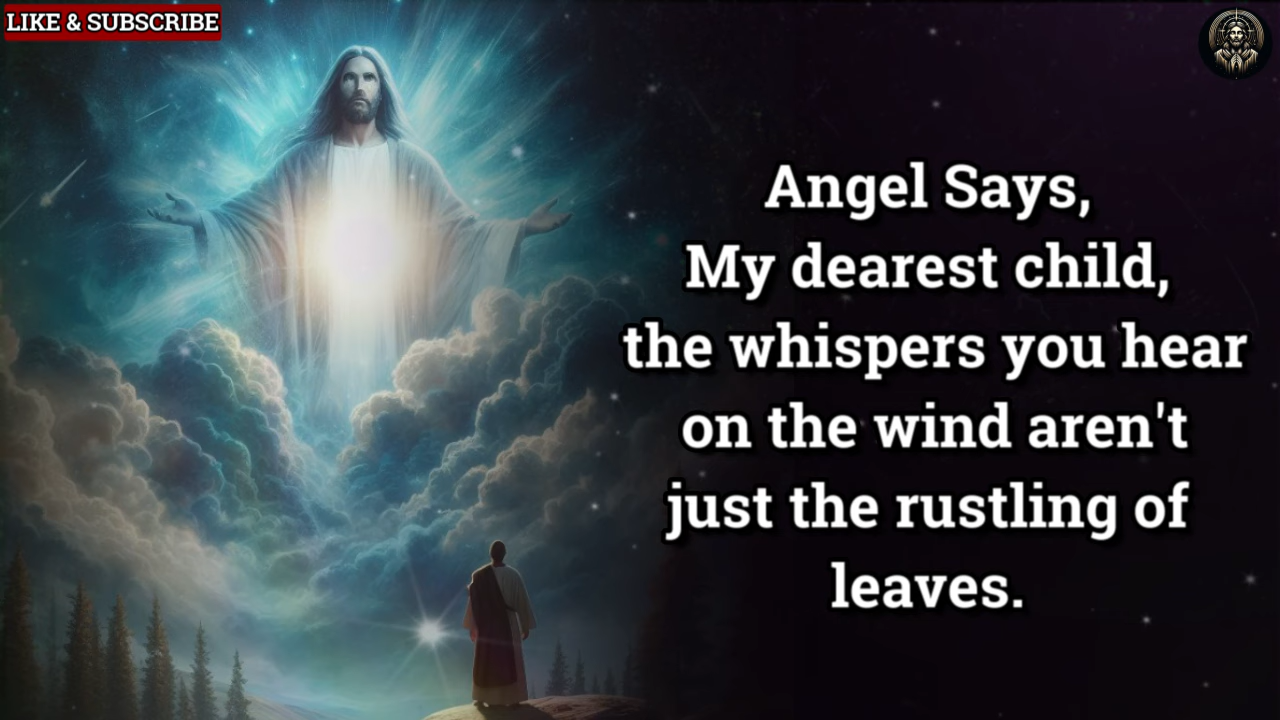 LIKE & SUBSCRIBE
Angel Says,
My dearest child,
the whispers you hear
on the wind aren't
just the rustling of
leaves.